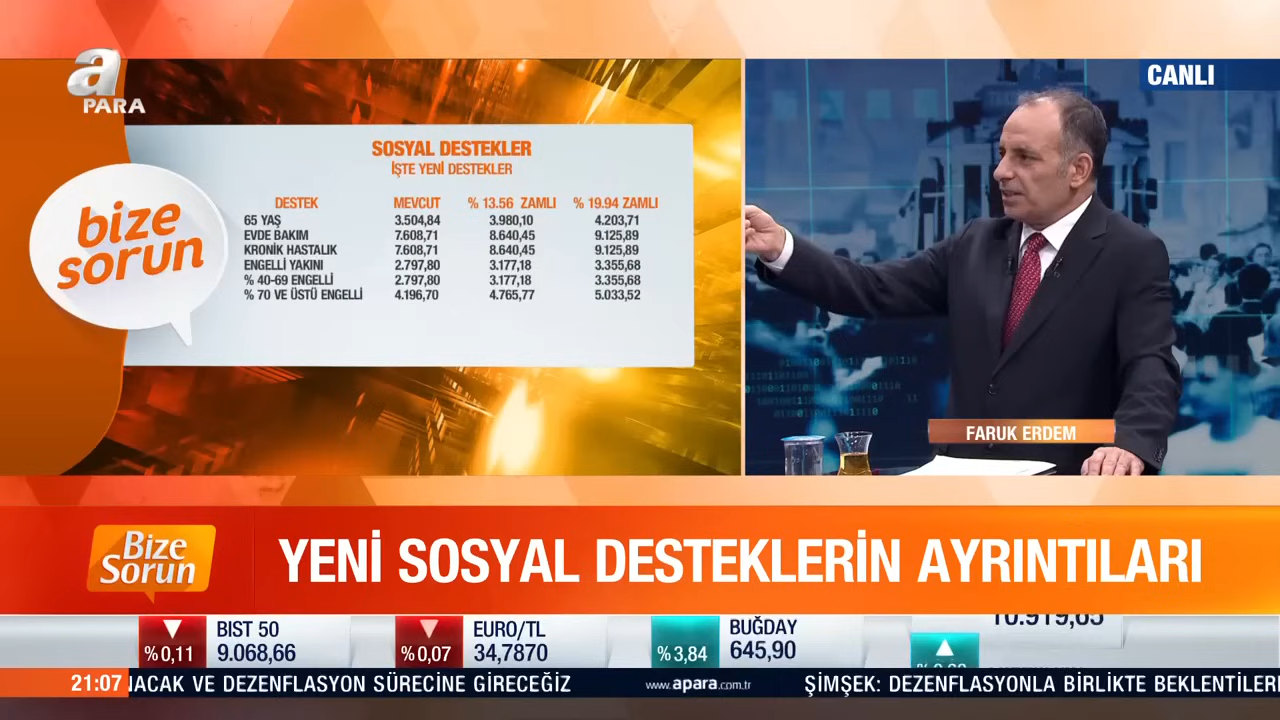 a
PARA
CANLI
SOSYAL DESTEKLER
İŞTE YENİ DESTEKLER
bize
sorun
DESTEK MEVCUT % 13.56 ZAMLI % 19.94 ZAMLI
65 YAŞ 3.504,84 3.980,10 4.203,71
EVDE BAKIM 7.608,71 8.640,45 9.125,89
KRONİK HASTALIK 7.608,71 8.640,45 9.125,89
ENGELLİ YAKINI 2.797,80 3.177,18 3.355,68
% 40-69 ENGELLİ 2.797,80 3.177,18 3.355,68
% 70 VE ÜSTÜ ENGELLİ 4.196,70 4.765,77 5.033,52
FARUK ERDEM
Bize
Sorun
YENİ SOSYAL DESTEKLERİN AYRINTILARI
BIST 50
% 0,11 9.068,66
EURO/TL
% 0,07 34,7870
BUĞDAY
% 3,84 645,90
10.919,65
21:07 NACAK VE DEZENFLASYON SÜRECİNE GİRECEĞİZ
www.apara.com.tr
ŞİMŞEK: DEZENFLASYONLA BİRLİKTE BEKLENTİLERİ